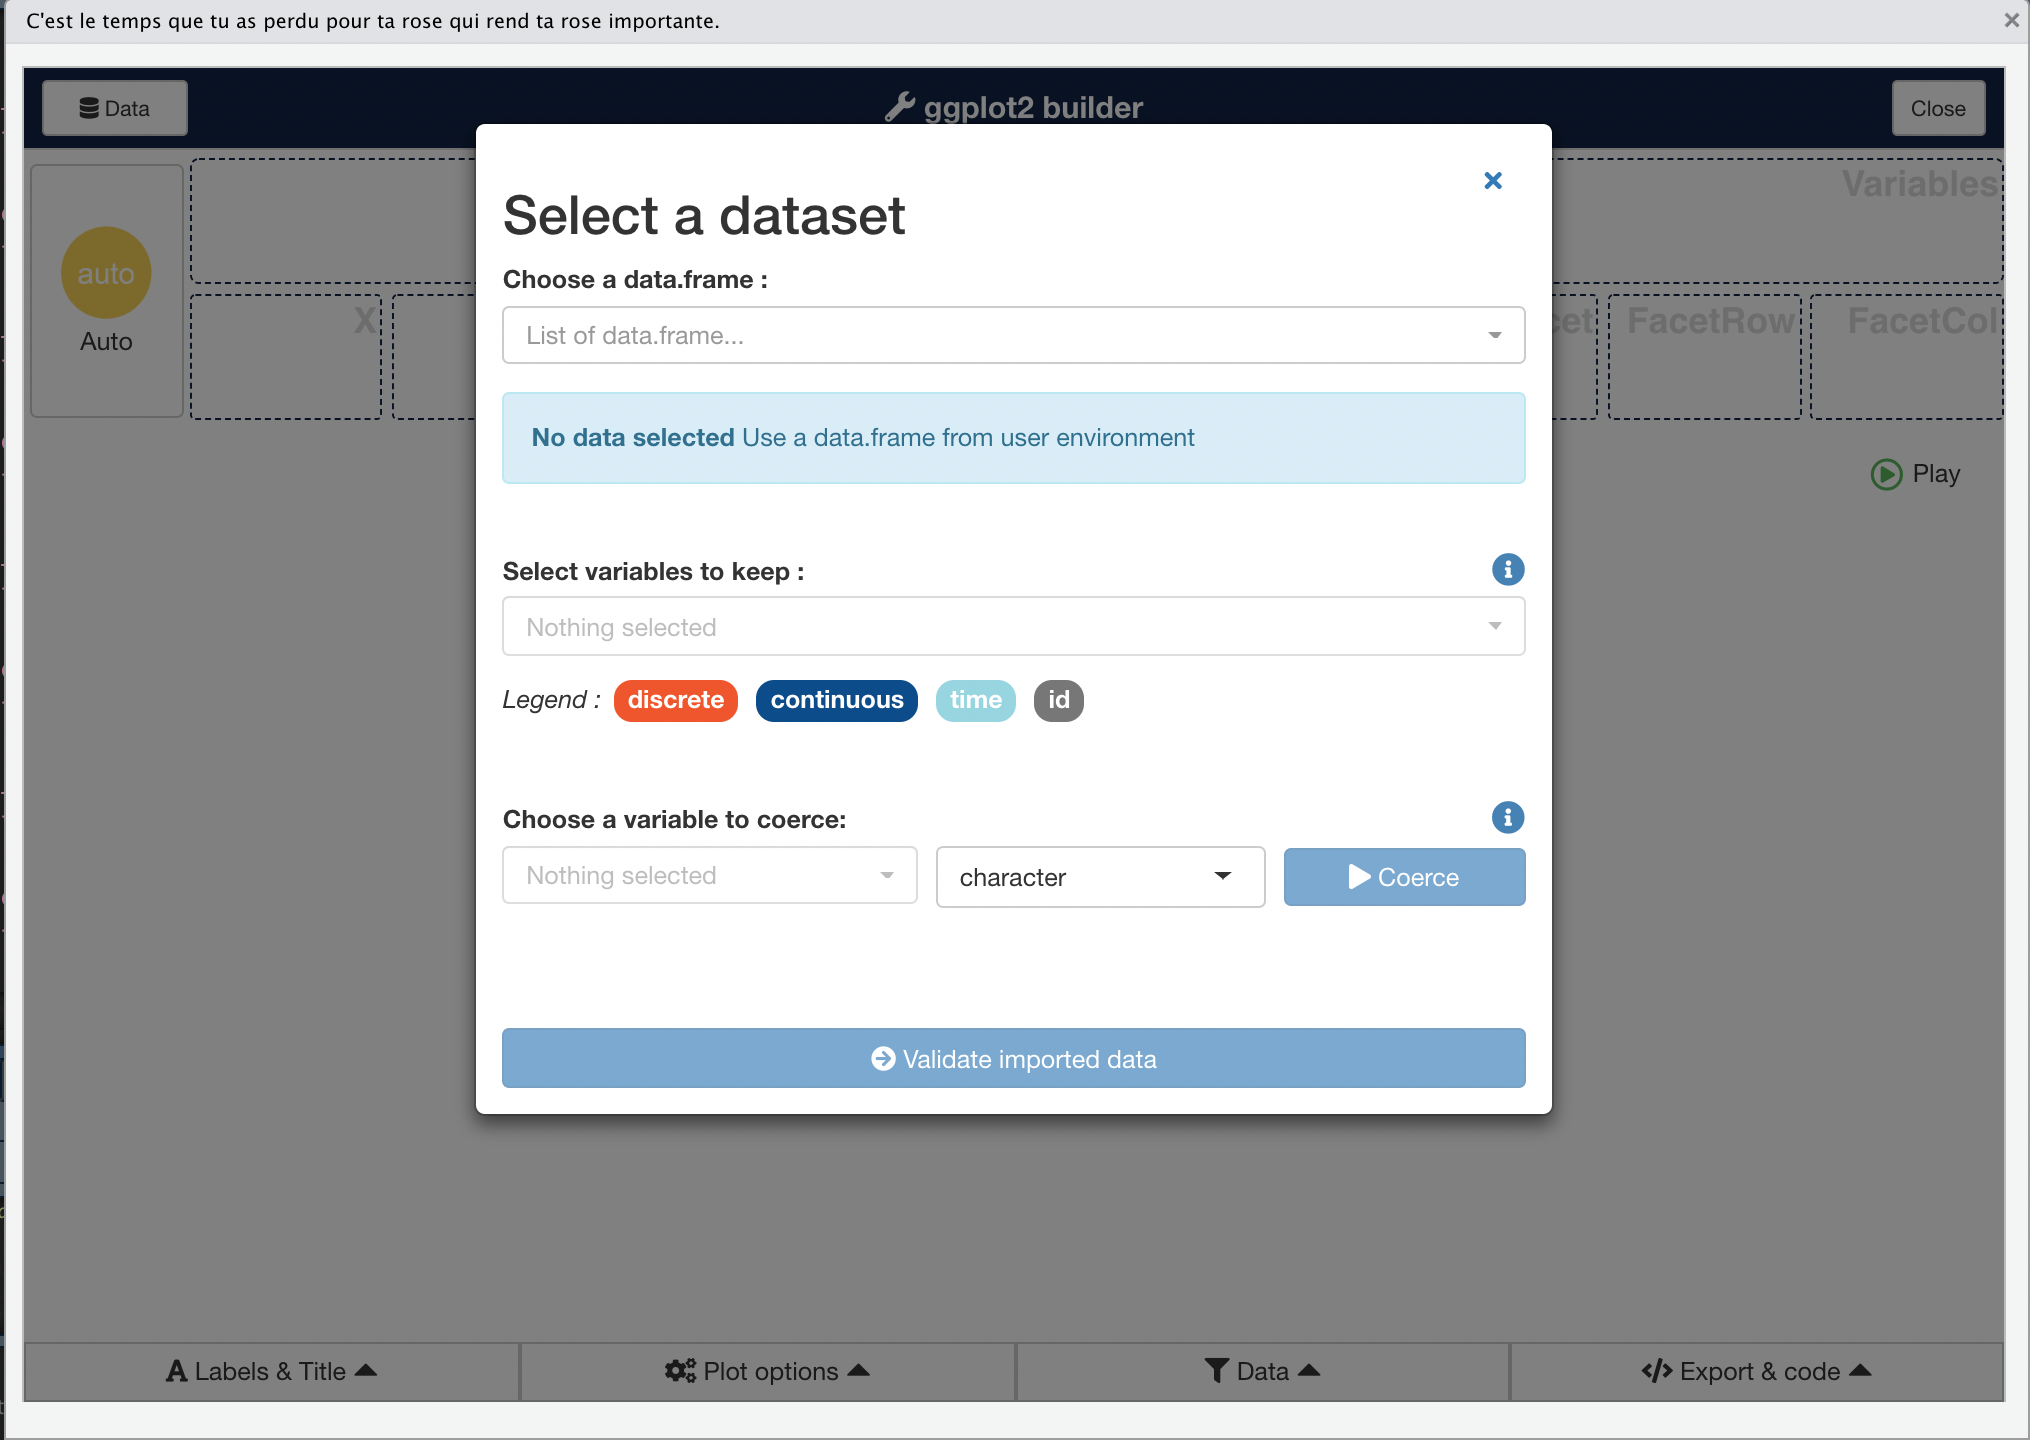 C'est le temps que tu as perdu pour ta rose qui rend ta rose importante.
Data
ggplot2 builder
Close
auto
Auto
Variables
X
FacetRow
FacetCol
Play
Select a dataset
Choose a data.frame :
List of data.frame...
No data selected Use a data.frame from user environment
Select variables to keep :
Nothing selected
Legend : discrete continuous time id
Choose a variable to coerce:
Nothing selected
character
Coerce
Validate imported data
Labels & Title
Plot options
Data
Export & code